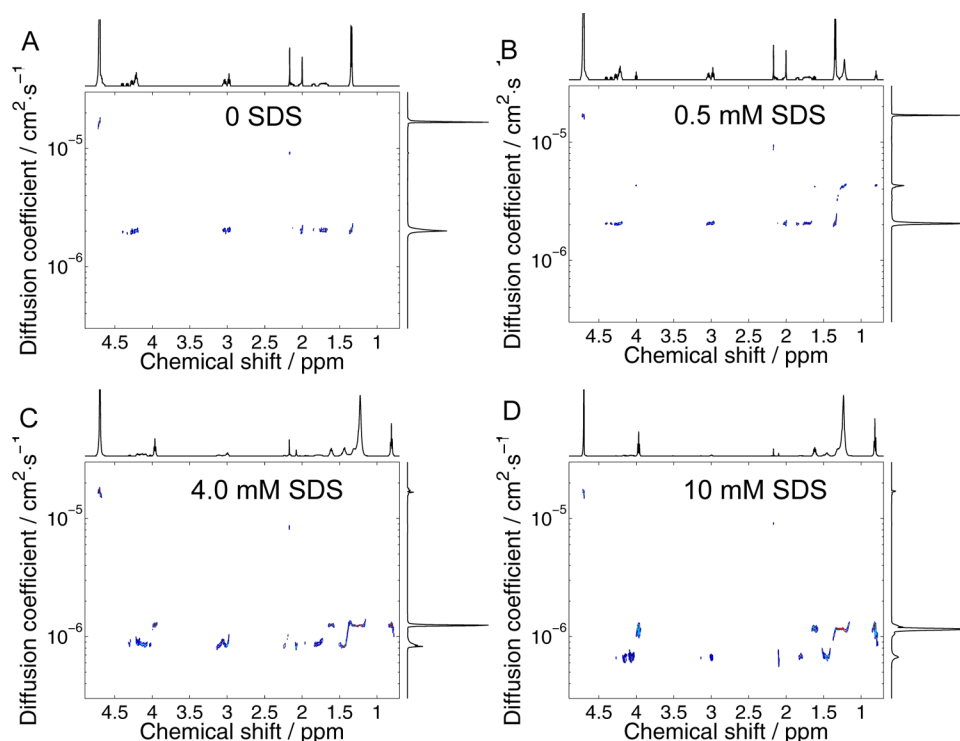 A
0 SDS
Diffusion coefficient / cm²·s⁻¹
10⁻⁵
10⁻⁶
4.5 4 3.5 3 2.5 2 1.5 1
Chemical shift / ppm
B
0.5 mM SDS
Diffusion coefficient / cm²·s⁻¹
10⁻⁵
10⁻⁶
4.5 4 3.5 3 2.5 2 1.5 1
Chemical shift / ppm
C
4.0 mM SDS
Diffusion coefficient / cm²·s⁻¹
10⁻⁵
10⁻⁶
4.5 4 3.5 3 2.5 2 1.5 1
Chemical shift / ppm
D
10 mM SDS
Diffusion coefficient / cm²·s⁻¹
10⁻⁵
10⁻⁶
4.5 4 3.5 3 2.5 2 1.5 1
Chemical shift / ppm